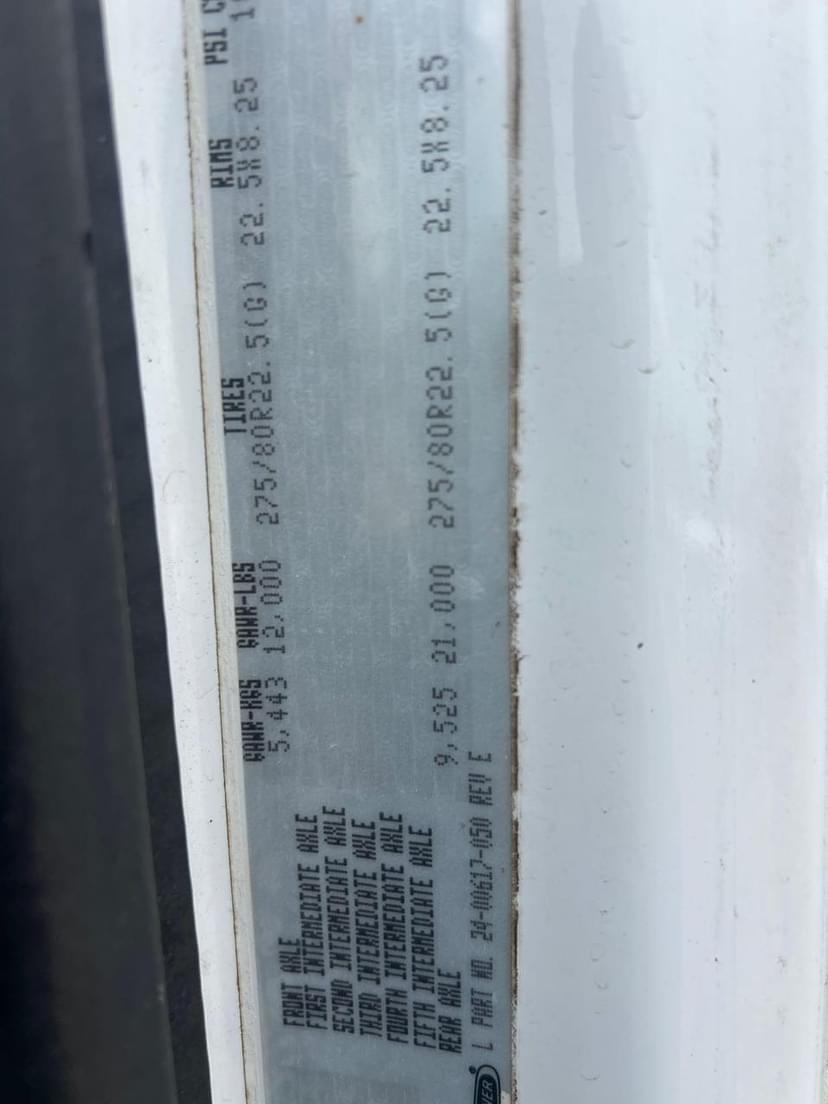 GAWR-KGS GAWR-LBS TIRES RIMS PSI
FRONT AXLE 5,443 12,000 275/80R22.5(G) 22.5X8.25
FIRST INTERMEDIATE AXLE
SECOND INTERMEDIATE AXLE
THIRD INTERMEDIATE AXLE
FOURTH INTERMEDIATE AXLE
FIFTH INTERMEDIATE AXLE
REAR AXLE 9,525 21,000 275/80R22.5(G) 22.5X8.25
L PART NO. 24-00617-050 REV E